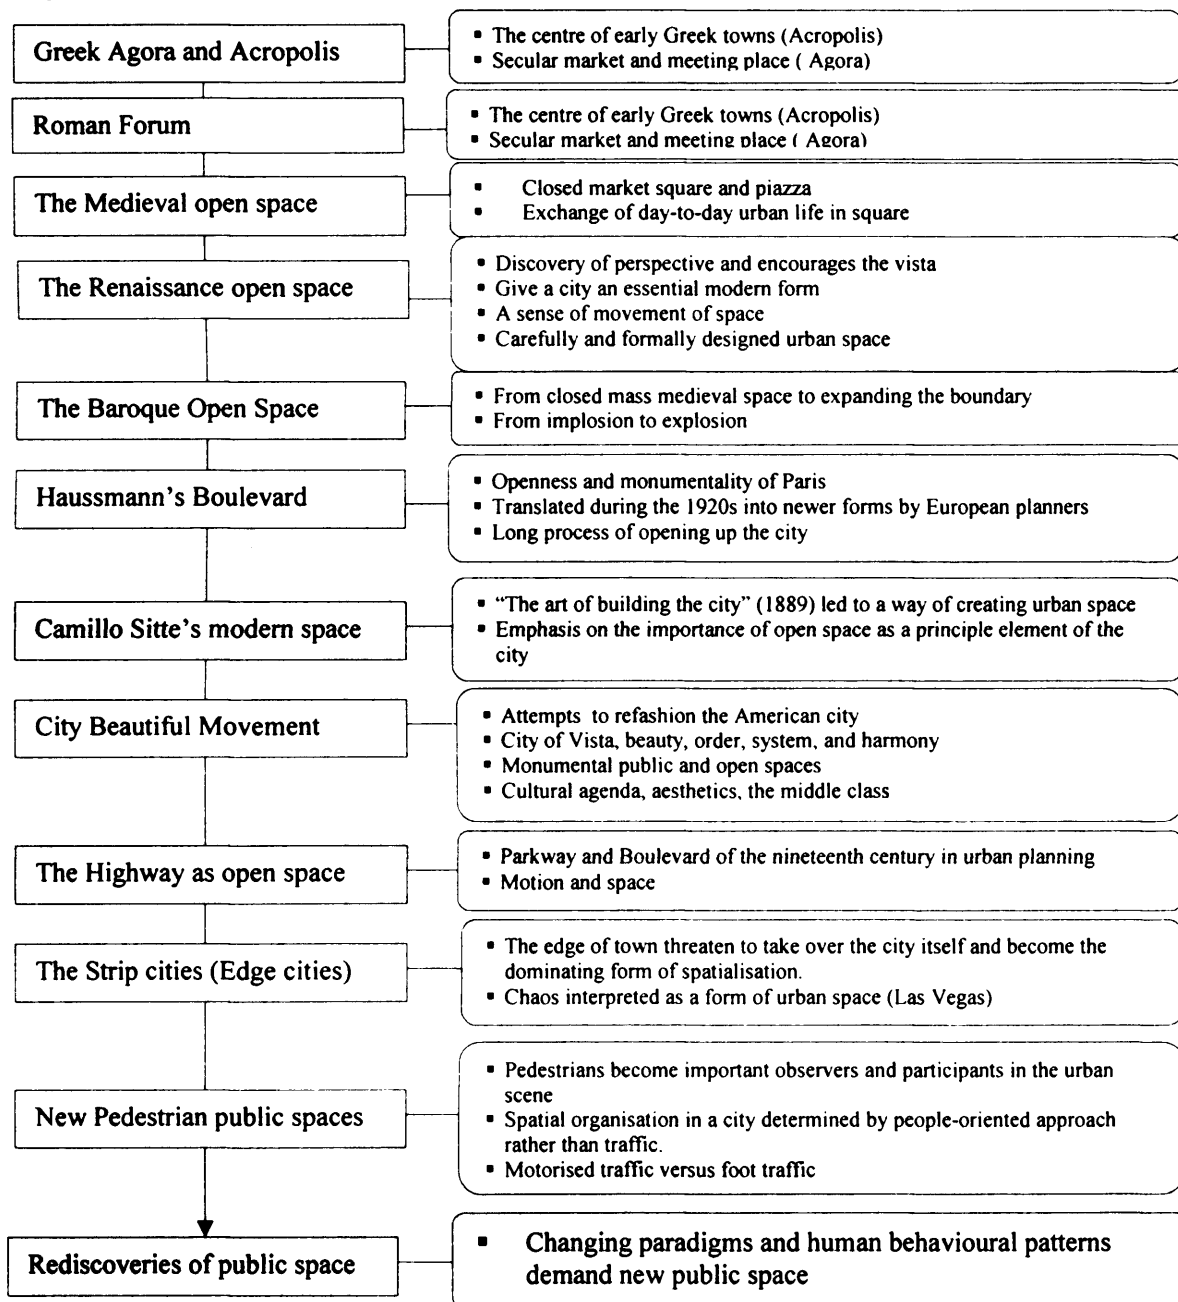 Greek Agora and Acropolis
▪ The centre of early Greek towns (Acropolis)
▪ Secular market and meeting place ( Agora)
Roman Forum
▪ The centre of early Greek towns (Acropolis)
▪ Secular market and meeting place ( Agora)
The Medieval open space
▪ Closed market square and piazza
▪ Exchange of day-to-day urban life in square
The Renaissance open space
▪ Discovery of perspective and encourages the vista
▪ Give a city an essential modern form
▪ A sense of movement of space
▪ Carefully and formally designed urban space
The Baroque Open Space
▪ From closed mass medieval space to expanding the boundary
▪ From implosion to explosion
Haussmann's Boulevard
▪ Openness and monumentality of Paris
▪ Translated during the 1920s into newer forms by European planners
▪ Long process of opening up the city
Camillo Sitte's modern space
▪ "The art of building the city" (1889) led to a way of creating urban space
▪ Emphasis on the importance of open space as a principle element of the
city
City Beautiful Movement
▪ Attempts to refashion the American city
▪ City of Vista, beauty, order, system, and harmony
▪ Monumental public and open spaces
▪ Cultural agenda, aesthetics, the middle class
The Highway as open space
▪ Parkway and Boulevard of the nineteenth century in urban planning
▪ Motion and space
The Strip cities (Edge cities)
▪ The edge of town threaten to take over the city itself and become the
dominating form of spatialisation.
▪ Chaos interpreted as a form of urban space (Las Vegas)
New Pedestrian public spaces
▪ Pedestrians become important observers and participants in the urban
scene
▪ Spatial organisation in a city determined by people-oriented approach
rather than traffic.
▪ Motorised traffic versus foot traffic
Rediscoveries of public space
▪ Changing paradigms and human behavioural patterns
demand new public space